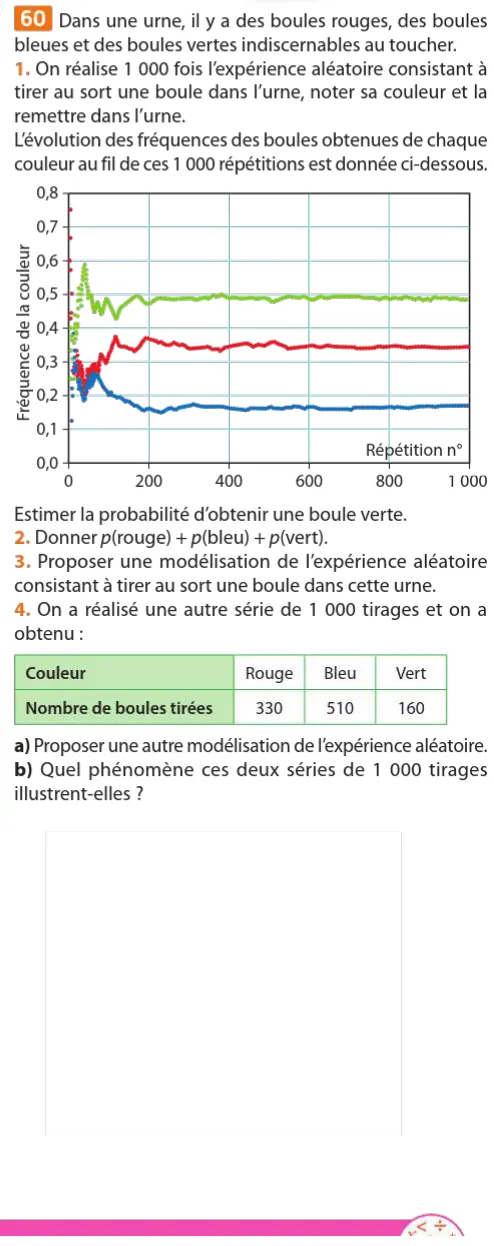 60 Dans une urne, il y a des boules rouges, des boules
bleues et des boules vertes indiscernables au toucher.
1. On réalise 1 000 fois l'expérience aléatoire consistant à
tirer au sort une boule dans l'urne, noter sa couleur et la
remettre dans l'urne.
L'évolution des fréquences des boules obtenues de chaque
couleur au fil de ces 1 000 répétitions est donnée ci-dessous.
Fréquence de la couleur
0,8
0,7
0,6
0,5
0,4
0,3
0,2
0,1
0,0
Répétition n°
0 200 400 600 800 1 000
Estimer la probabilité d'obtenir une boule verte.
2. Donner p(rouge) + p(bleu) + p(vert).
3. Proposer une modélisation de l'expérience aléatoire
consistant à tirer au sort une boule dans cette urne.
4. On a réalisé une autre série de 1 000 tirages et on a
obtenu :
Couleur Rouge Bleu Vert
Nombre de boules tirées 330 510 160
a) Proposer une autre modélisation de l'expérience aléatoire.
b) Quel phénomène ces deux séries de 1 000 tirages
illustrent-elles ?